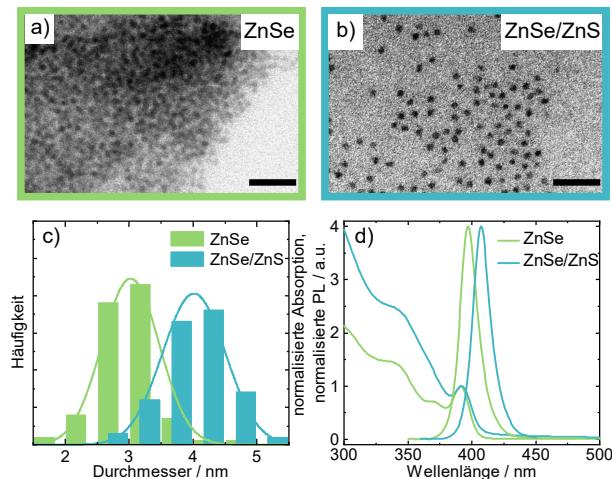 a)
ZnSe
b)
ZnSe/ZnS
c)
ZnSe
ZnSe/ZnS
Häufigkeit
2
3
4
5
Durchmesser / nm
d)
ZnSe
ZnSe/ZnS
normalisierte Absorption,
normalisierte PL / a.u.
4
3
2
1
0
300
350
400
450
500
Wellenlänge / nm